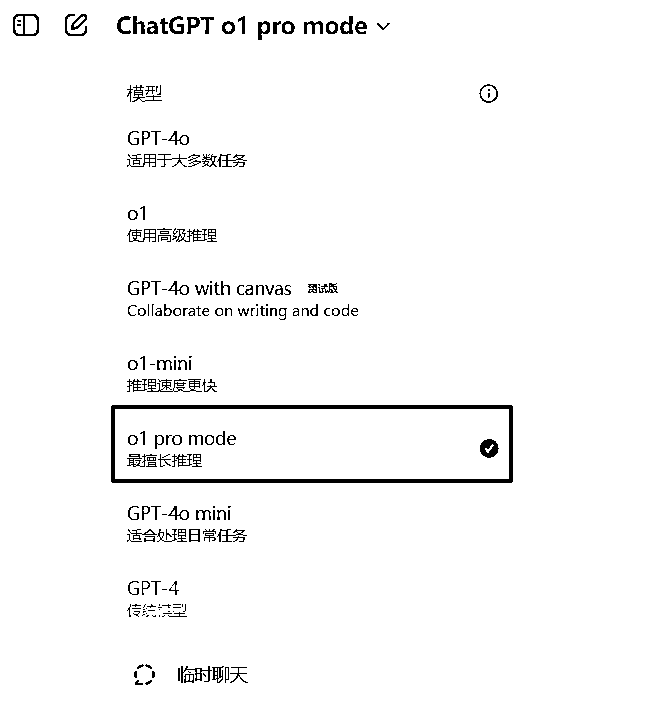 ChatGPT o1 pro mode
模型
GPT-4o
适用于大多数任务
o1
使用高级推理
GPT-4o with canvas 测试版
Collaborate on writing and code
o1-mini
推理速度更快
o1 pro mode
最擅长推理
GPT-4o mini
适合处理日常任务
GPT-4
传统模型
临时聊天